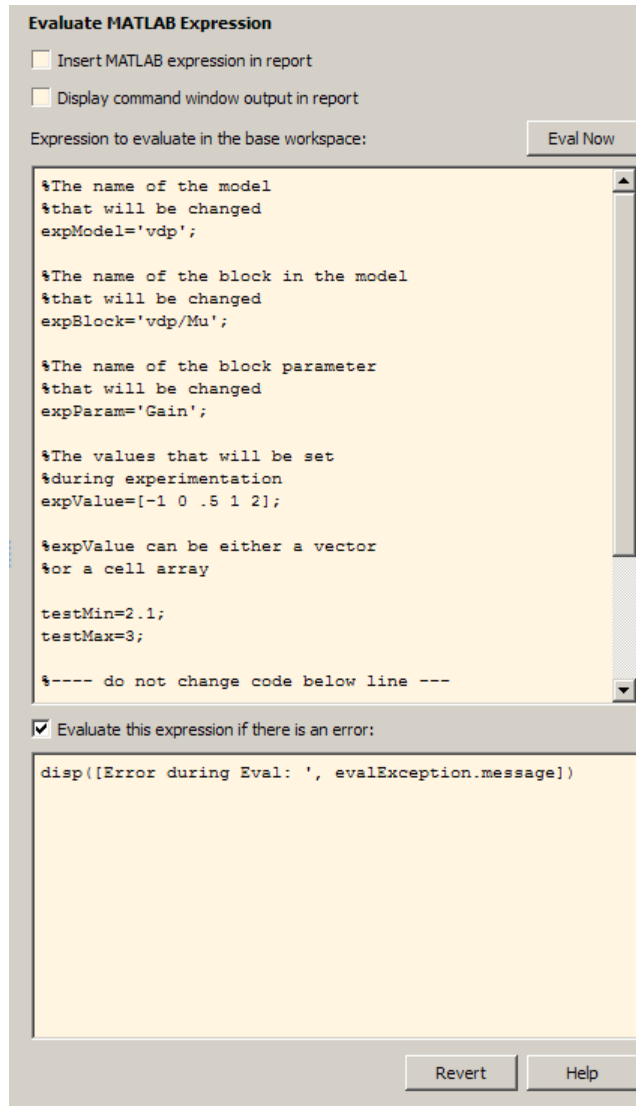 Evaluate MATLAB Expression
Insert MATLAB expression in report
Display command window output in report
Expression to evaluate in the base workspace:
Eval Now
%The name of the model
%that will be changed
expModel='vdp';
%The name of the block in the model
%that will be changed
expBlock='vdp/Mu';
%The name of the block parameter
%that will be changed
expParam='Gain';
%The values that will be set
%during experimentation
expValue=[-1 0 .5 1 2];
%expValue can be either a vector
%or a cell array
testMin=2.1;
testMax=3;
%---- do not change code below line ---
Evaluate this expression if there is an error:
disp([Error during Eval: ', evalException.message])
Revert
Help